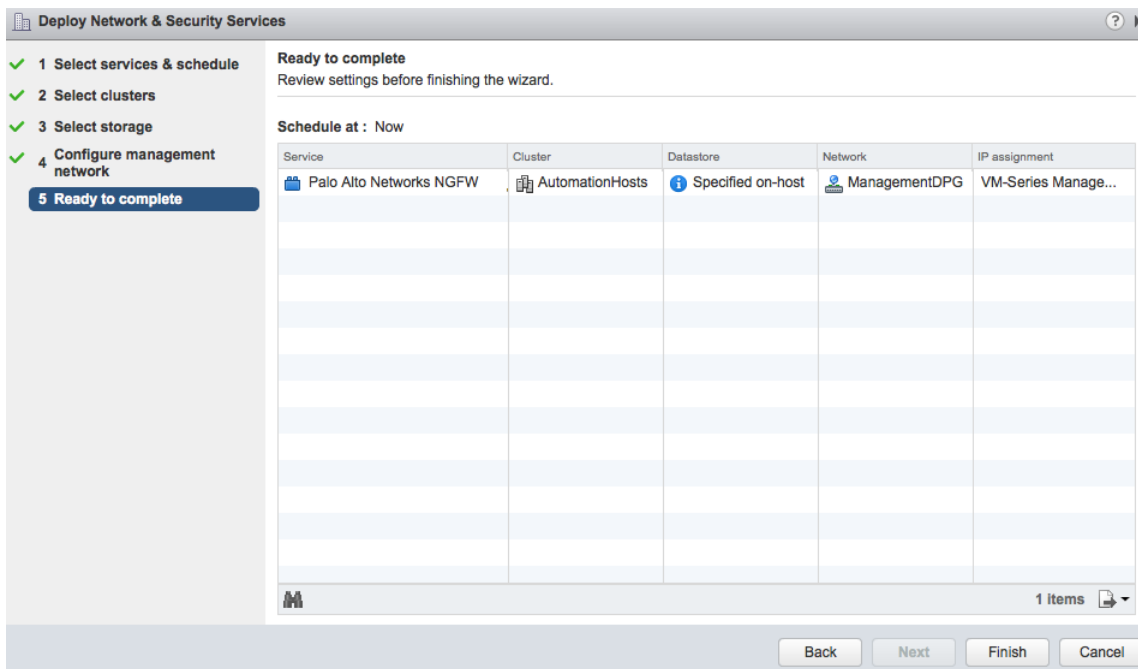 Deploy Network & Security Services
?
1 Select services & schedule
2 Select clusters
3 Select storage
4 Configure management
network
5 Ready to complete
Ready to complete
Review settings before finishing the wizard.
Schedule at : Now
Service Cluster Datastore Network IP assignment
Palo Alto Networks NGFW AutomationHosts Specified on-host ManagementDPG VM-Series Manage...
1 items
Back Next Finish Cancel